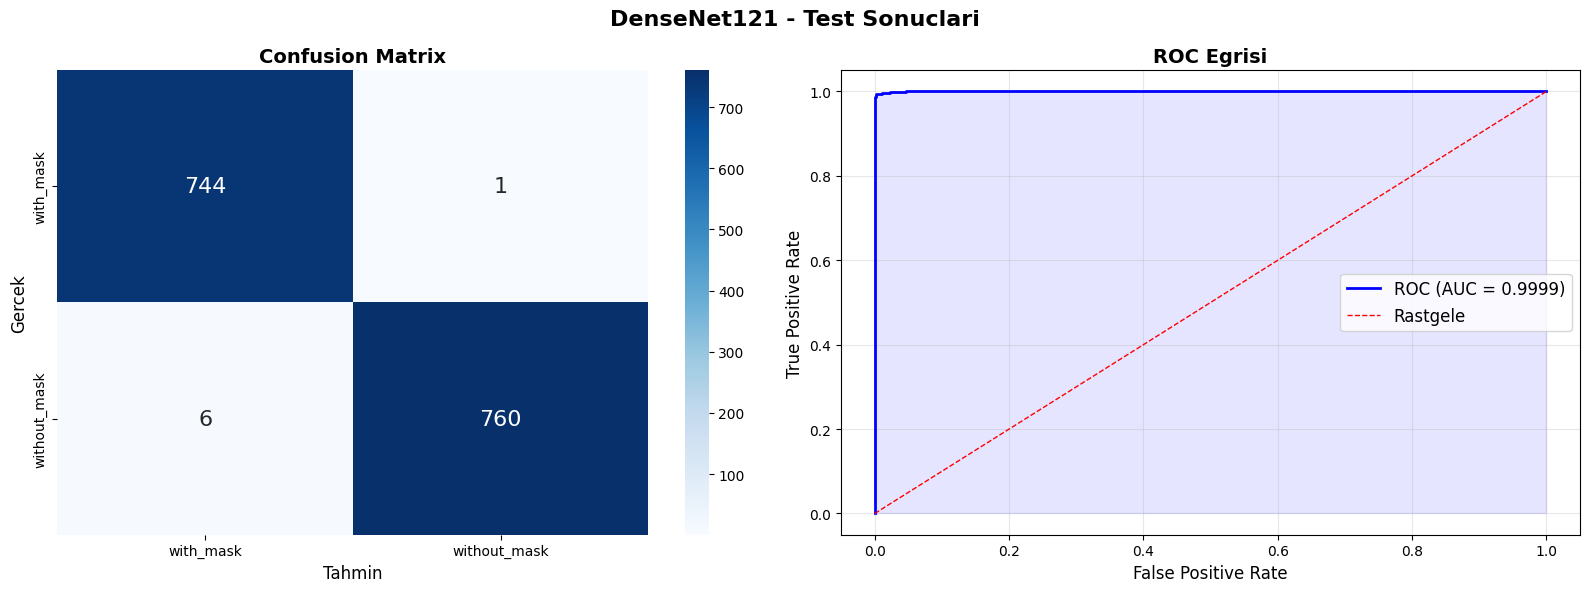 DenseNet121 - Test Sonuclari
Confusion Matrix
Gercek
with_mask
without_mask
744
1
6
760
with_mask
without_mask
Tahmin
700
600
500
400
300
200
100
ROC Egrisi
True Positive Rate
1.0
0.8
0.6
0.4
0.2
0.0
ROC (AUC = 0.9999)
Rastgele
0.0
0.2
0.4
0.6
0.8
1.0
False Positive Rate